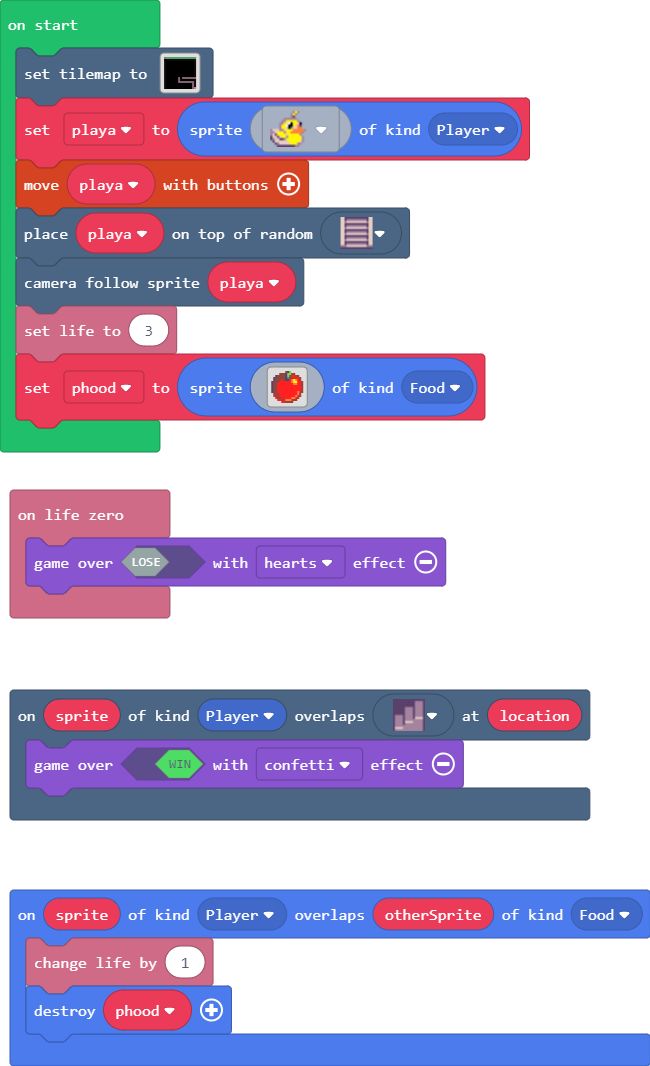 on start
set tilemap to
set playa to sprite of kind Player
move playa with buttons
place playa on top of random
camera follow sprite playa
set life to 3
set phood to sprite of kind Food
on life zero
game over LOSE with hearts effect
on sprite of kind Player overlaps at location
game over WIN with confetti effect
on sprite of kind Player overlaps otherSprite of kind Food
change life by 1
destroy phood